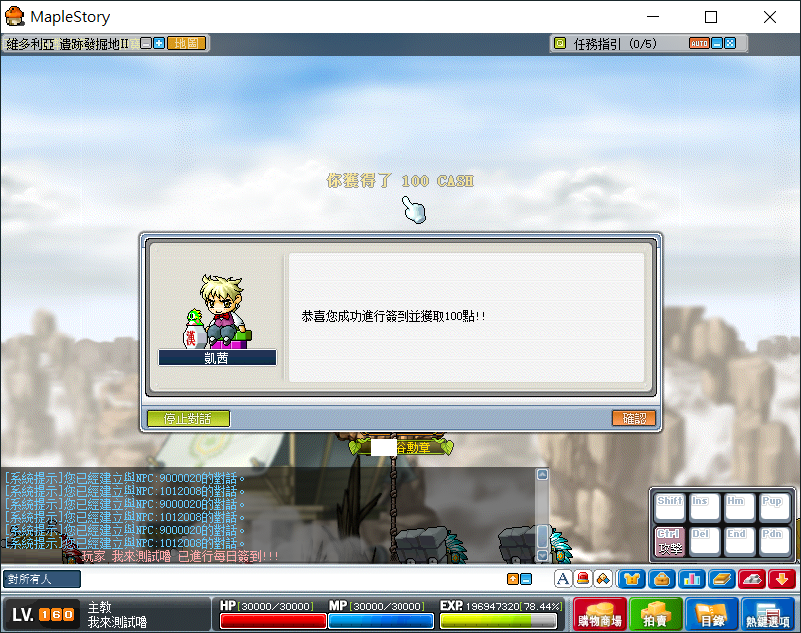 MapleStory
維多利亞 遺跡發掘地II
地圖
任務指引 (0/5)
AUTO
你獲得了 100 CASH
恭喜您成功進行簽到並獲取100點!!
漢
凱茜
停止對話
確認
谷勳章
[系統提示]您已經建立與NPC:9000020的對話。
[系統提示]您已經建立與NPC:1012008的對話。
[系統提示]您已經建立與NPC:9000020的對話。
[系統提示]您已經建立與NPC:1012008的對話。
[系統提示]您已經建立與NPC:9000020的對話。
[系統提示]您已經建立與NPC:1012008的對話。
玩家 我來測試嚕 已進行每日簽到!!!
Shift Ins Hm Pup
Ctrl Del End Pdn
攻擊
對所有人
A
LV. 160
主教
我來測試嚕
HP[30000/30000] MP[30000/30000] EXP. 196947320[78.44%]
購物商場 拍賣 目錄 熱鍵選項